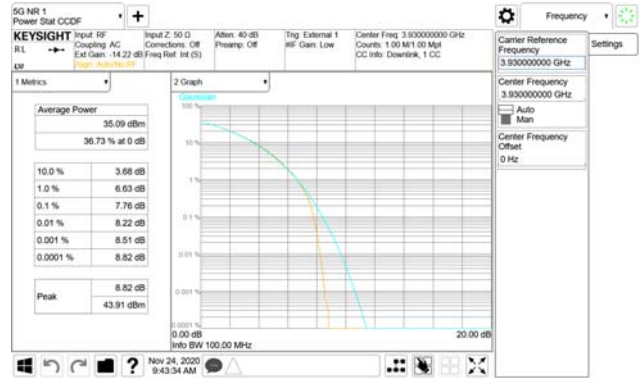 5G NR 1
Power Stat CCDF
Frequency
KEYSIGHT
RL
Input: RF
Coupling: AC
Ext Gain: -14.22 dB
Align: Auto/No RF
Input Z: 50 Ω
Corrections: Off
Freq Ref: Int (S)
Atten: 40 dB
Preamp: Off
Trig: External 1
#IF Gain: Low
Center Freq: 3.930000000 GHz
Counts: 1.00 M/1.00 Mpt
CC Info: Downlink, 1 CC
Carrier Reference
Frequency
3.930000000 GHz
Settings
Center Frequency
3.930000000 GHz
Auto
Man
Center Frequency
Offset
0 Hz
1 Metrics
Average Power
35.09 dBm
36.73 % at 0 dB
10.0 % 3.68 dB
1.0 % 6.63 dB
0.1 % 7.76 dB
0.01 % 8.22 dB
0.001 % 8.51 dB
0.0001 % 8.82 dB
Peak
8.82 dB
43.91 dBm
2 Graph
Gaussian
100 %
10 %
1 %
0.1 %
0.01 %
0.001 %
0.0001 %
0.00 dB
20.00 dB
Info BW 100.00 MHz
Nov 24, 2020
9:43:34 AM